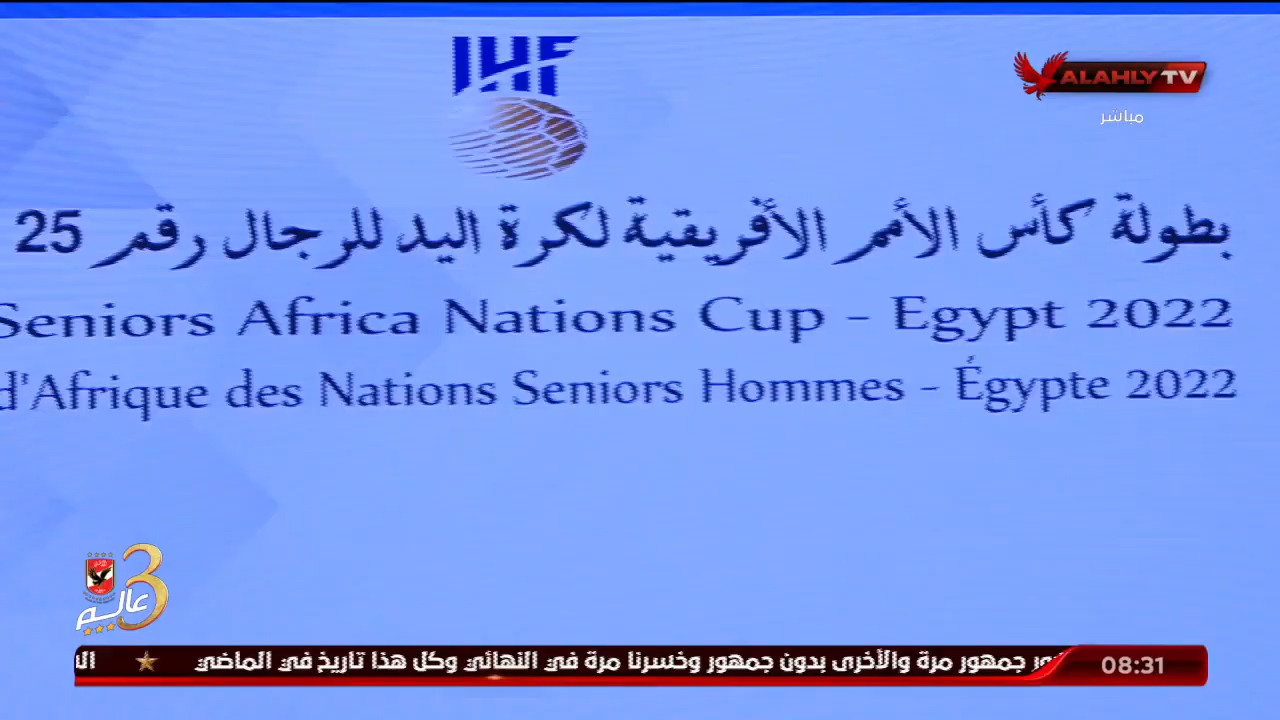 IHF
ALAHLY TV
مباشر
بطولة كأس الأمم الأفريقية لكرة اليد للرجال رقم 25
Seniors Africa Nations Cup - Egypt 2022
d'Afrique des Nations Seniors Hommes - Égypte 2022
3
عالم
جمهور مرة والأخرى بدون جمهور وخسرنا مرة في النهائي وكل هذا تاريخ في الماضي
08:31